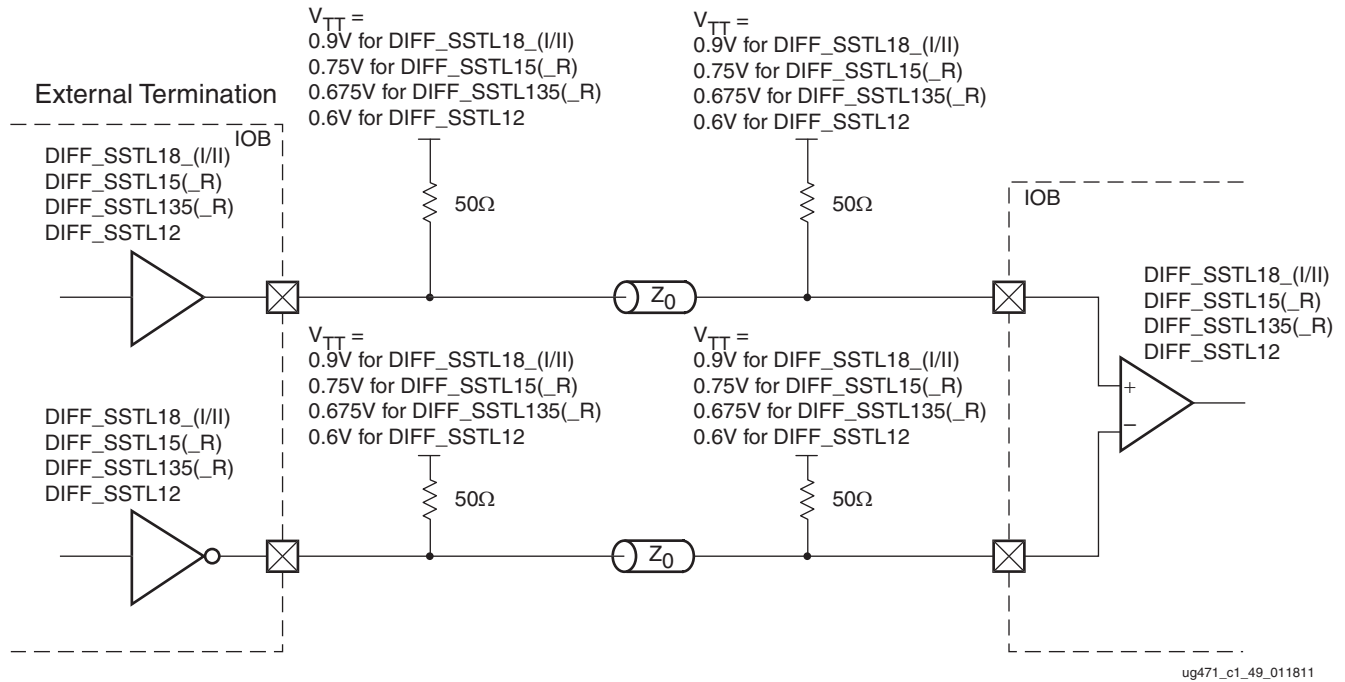 V_TT =
0.9V for DIFF_SSTL18_(I/II)
0.75V for DIFF_SSTL15(_R)
0.675V for DIFF_SSTL135(_R)
0.6V for DIFF_SSTL12
V_TT =
0.9V for DIFF_SSTL18_(I/II)
0.75V for DIFF_SSTL15(_R)
0.675V for DIFF_SSTL135(_R)
0.6V for DIFF_SSTL12
External Termination
IOB
DIFF_SSTL18_(I/II)
DIFF_SSTL15(_R)
DIFF_SSTL135(_R)
DIFF_SSTL12
50Ω
50Ω
IOB
Z0
DIFF_SSTL18_(I/II)
DIFF_SSTL15(_R)
DIFF_SSTL135(_R)
DIFF_SSTL12
+
−
V_TT =
0.9V for DIFF_SSTL18_(I/II)
0.75V for DIFF_SSTL15(_R)
0.675V for DIFF_SSTL135(_R)
0.6V for DIFF_SSTL12
V_TT =
0.9V for DIFF_SSTL18_(I/II)
0.75V for DIFF_SSTL15(_R)
0.675V for DIFF_SSTL135(_R)
0.6V for DIFF_SSTL12
DIFF_SSTL18_(I/II)
DIFF_SSTL15(_R)
DIFF_SSTL135(_R)
DIFF_SSTL12
50Ω
50Ω
Z0
ug471_c1_49_011811